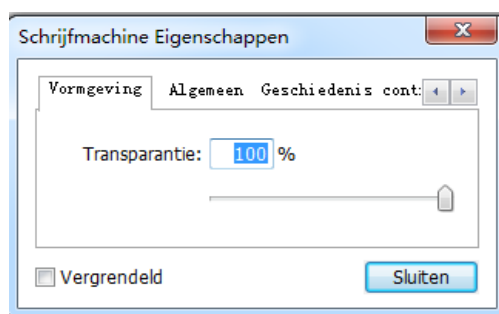 Schrijfmachine Eigenschappen
Vormgeving Algemeen Geschiedenis cont:
Transparantie: 100 %
Vergrendeld Sluiten